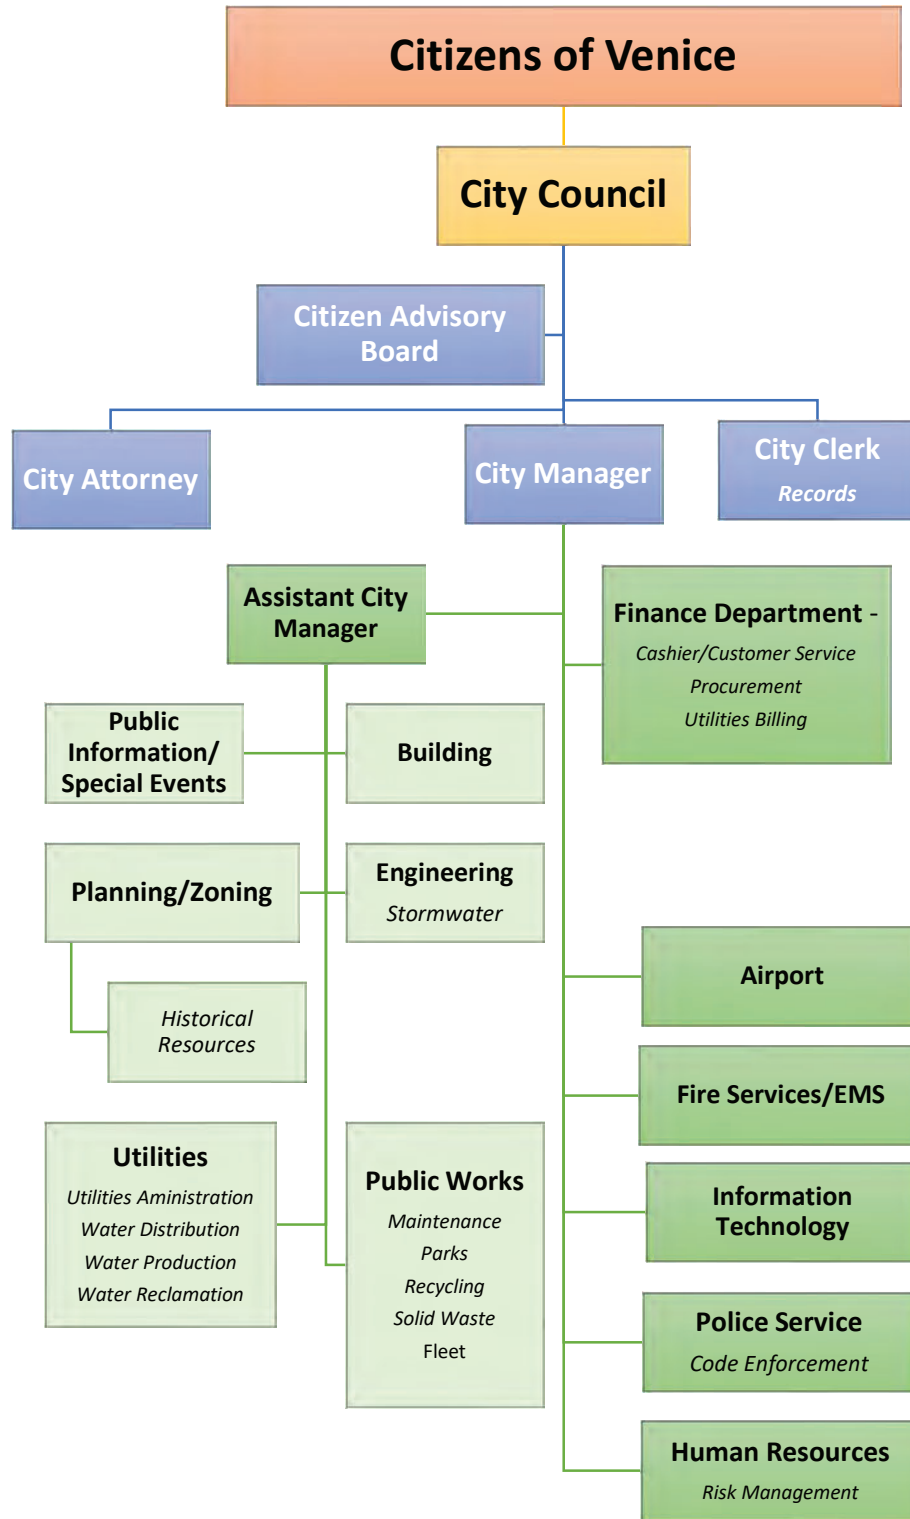 Citizens of Venice
City Council
Citizen Advisory
Board
City Attorney
City Manager
City Clerk
Records
Assistant City
Manager
Finance Department -
Cashier/Customer Service
Procurement
Utilities Billing
Public
Information/
Special Events
Building
Planning/Zoning
Engineering
Stormwater
Historical
Resources
Airport
Fire Services/EMS
Utilities
Utilities Aministration
Water Distribution
Water Production
Water Reclamation
Public Works
Maintenance
Parks
Recycling
Solid Waste
Fleet
Information
Technology
Police Service
Code Enforcement
Human Resources
Risk Management